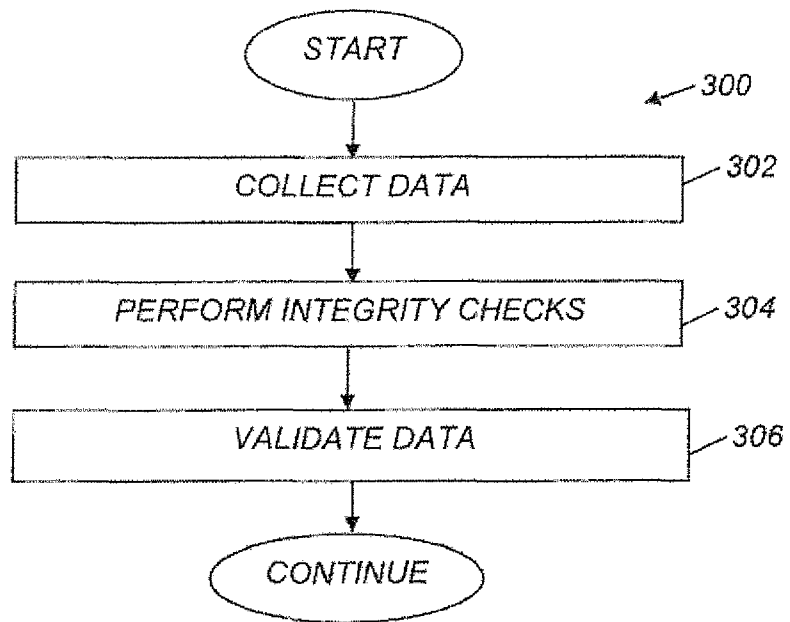 START
300
COLLECT DATA
302
PERFORM INTEGRITY CHECKS
304
VALIDATE DATA
306
CONTINUE